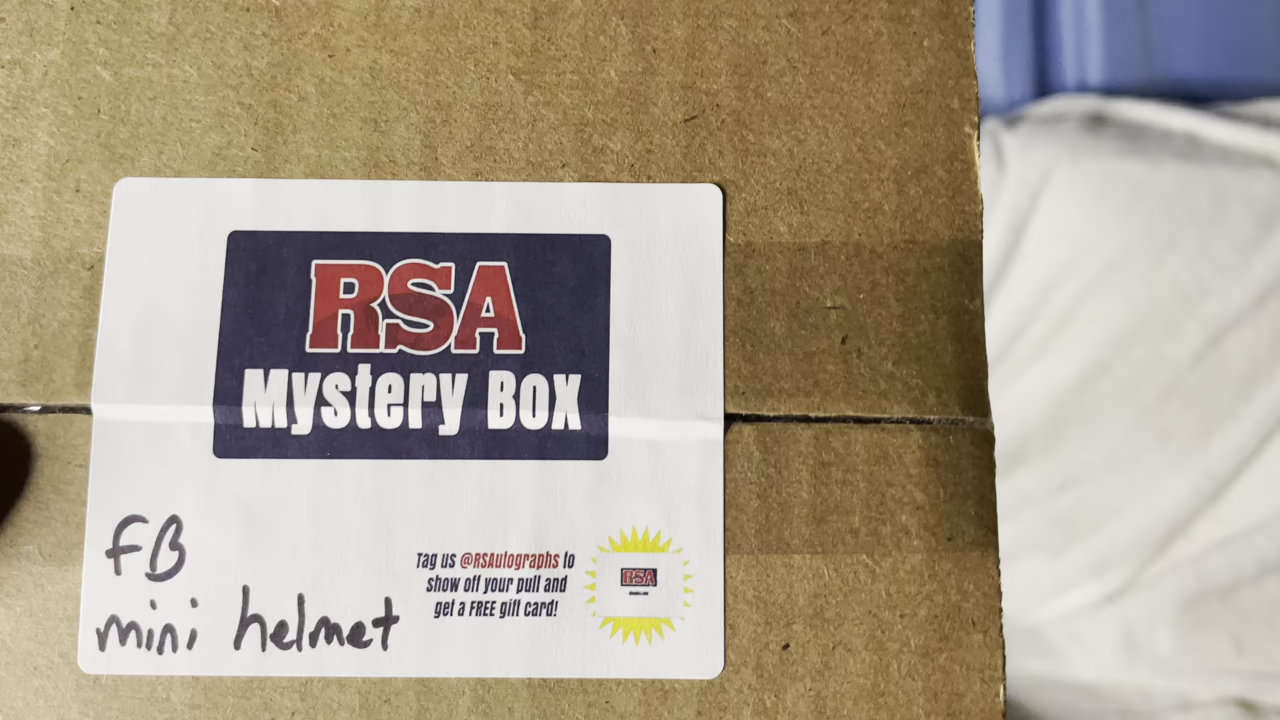 RSA
Mystery Box
FB
mini helmet
Tag us @RSAutographs to
show off your pull and
get a FREE gift card!
RSA